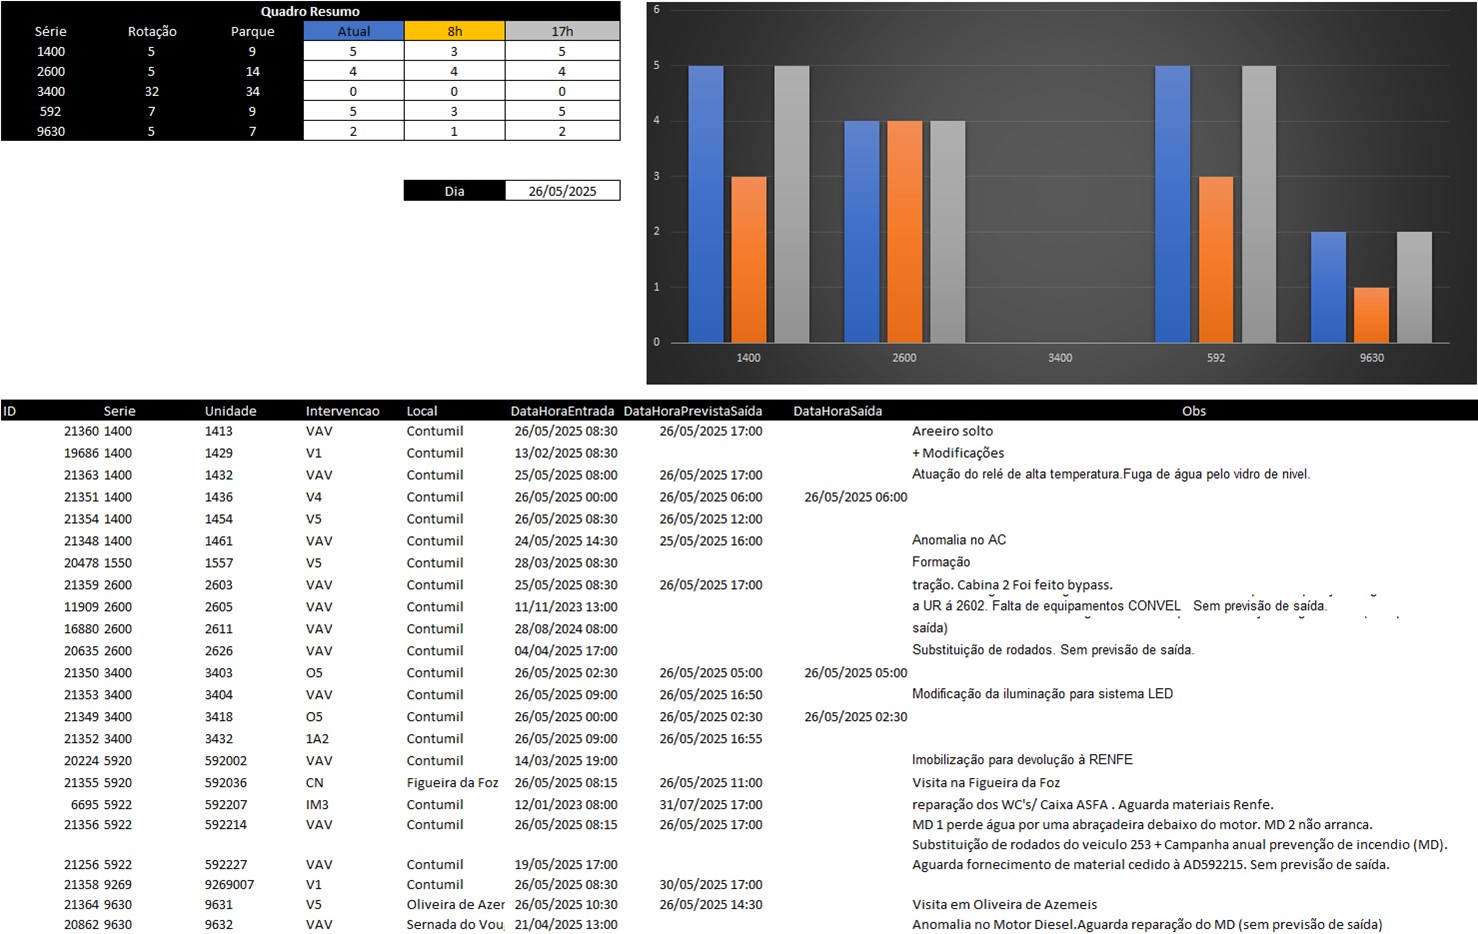 Quadro Resumo
Série Rotação Parque Atual 8h 17h
1400 5 9 5 3 5
2600 5 14 4 4 4
3400 32 34 0 0 0
592 7 9 5 3 5
9630 5 7 2 1 2
Dia 26/05/2025
6
5
4
3
2
1
0
1400 2600 3400 592 9630
ID Serie Unidade Intervencao Local DataHoraEntrada DataHoraPrevistaSaída DataHoraSaída Obs
21360 1400 1413 VAV Contumil 26/05/2025 08:30 26/05/2025 17:00 Areeiro solto
19686 1400 1429 V1 Contumil 13/02/2025 08:30 + Modificações
21363 1400 1432 VAV Contumil 25/05/2025 08:00 26/05/2025 17:00 Atuação do relé de alta temperatura.Fuga de água pelo vidro de nivel.
21351 1400 1436 V4 Contumil 26/05/2025 00:00 26/05/2025 06:00 26/05/2025 06:00
21354 1400 1454 V5 Contumil 26/05/2025 08:30 26/05/2025 12:00
21348 1400 1461 VAV Contumil 24/05/2025 14:30 25/05/2025 16:00 Anomalia no AC
20478 1550 1557 V5 Contumil 28/03/2025 08:30 Formação
21359 2600 2603 VAV Contumil 25/05/2025 08:30 26/05/2025 17:00 tração. Cabina 2 Foi feito bypass.
11909 2600 2605 VAV Contumil 11/11/2023 13:00 a UR á 2602. Falta de equipamentos CONVEL Sem previsão de saída.
16880 2600 2611 VAV Contumil 28/08/2024 08:00 saída)
20635 2600 2626 VAV Contumil 04/04/2025 17:00 Substituição de rodados. Sem previsão de saída.
21350 3400 3403 O5 Contumil 26/05/2025 02:30 26/05/2025 05:00 26/05/2025 05:00
21353 3400 3404 VAV Contumil 26/05/2025 09:00 26/05/2025 16:50 Modificação da iluminação para sistema LED
21349 3400 3418 O5 Contumil 26/05/2025 00:00 26/05/2025 02:30 26/05/2025 02:30
21352 3400 3432 1A2 Contumil 26/05/2025 09:00 26/05/2025 16:55
20224 5920 592002 VAV Contumil 14/03/2025 19:00 Imobilização para devolução à RENFE
21355 5920 592036 CN Figueira da Foz 26/05/2025 08:15 26/05/2025 11:00 Visita na Figueira da Foz
6695 5922 592207 IM3 Contumil 12/01/2023 08:00 31/07/2025 17:00 reparação dos WC's/ Caixa ASFA . Aguarda materiais Renfe.
21356 5922 592214 VAV Contumil 26/05/2025 08:15 26/05/2025 17:00 MD 1 perde água por uma abraçadeira debaixo do motor. MD 2 não arranca.
Substituição de rodados do veiculo 253 + Campanha anual prevenção de incendio (MD).
21256 5922 592227 VAV Contumil 19/05/2025 17:00 Aguarda fornecimento de material cedido à AD592215. Sem previsão de saída.
21358 9269 9269007 V1 Contumil 26/05/2025 08:30 30/05/2025 17:00
21364 9630 9631 V5 Oliveira de Azer 26/05/2025 10:30 26/05/2025 14:30 Visita em Oliveira de Azemeis
20862 9630 9632 VAV Sernada do Vou 21/04/2025 13:00 Anomalia no Motor Diesel.Aguarda reparação do MD (sem previsão de saída)